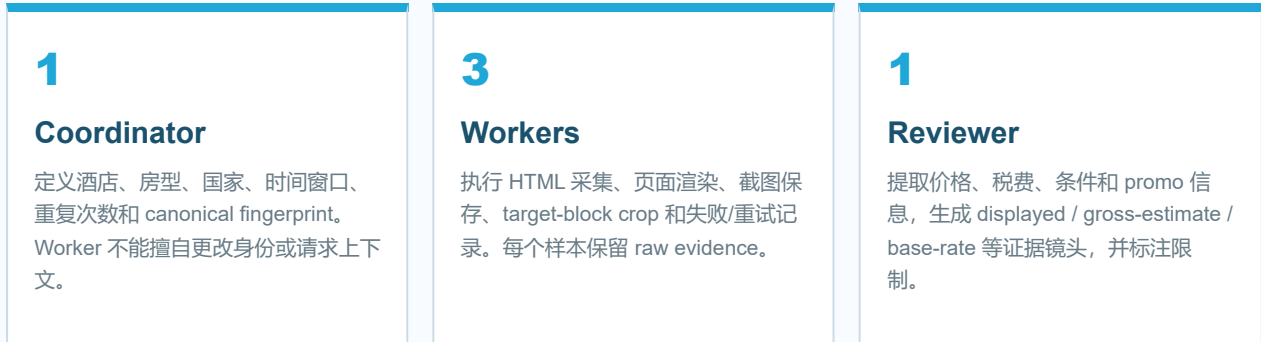 1
Coordinator
定义酒店、房型、国家、时间窗口、
重复次数和 canonical fingerprint。
Worker 不能擅自更改身份或请求上下
文。
3
Workers
执行 HTML 采集、页面渲染、截图保
存、target-block crop 和失败/重试记
录。每个样本保留 raw evidence。
1
Reviewer
提取价格、税费、条件和 promo 信
息，生成 displayed / gross-estimate /
base-rate 等证据镜头，并标注限
制。